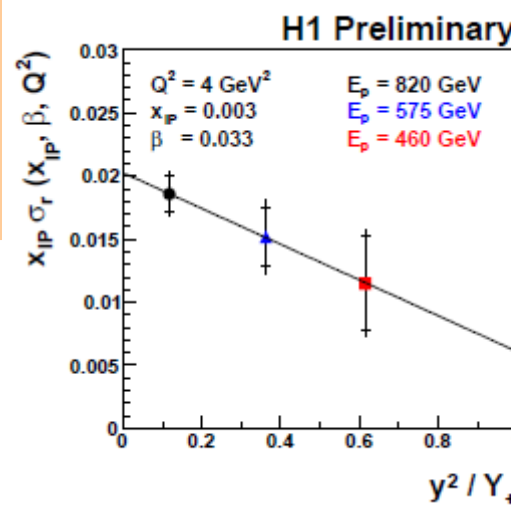 H1 Preliminary
x_IP σ_r (x_IP, β, Q²)
0.03
0.025
0.02
0.015
0.01
0.005
0
Q² = 4 GeV²
x_IP = 0.003
β = 0.033
E_p = 820 GeV
E_p = 575 GeV
E_p = 460 GeV
0 0.2 0.4 0.6 0.8
y² / Y₊